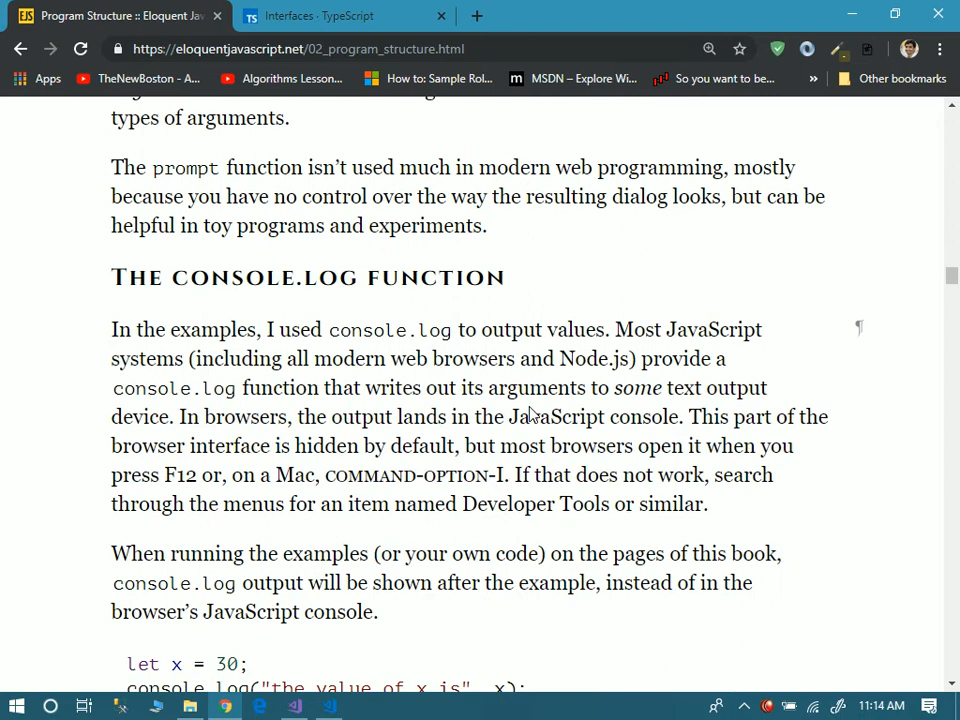 Program Structure :: Eloquent Jav
Interfaces · TypeScript
https://eloquentjavascript.net/02_program_structure.html
Apps
TheNewBoston - A...
Algorithms Lesson...
How to: Sample Rol...
MSDN – Explore Wi...
So you want to be...
»
Other bookmarks
types of arguments.
The prompt function isn’t used much in modern web programming, mostly
because you have no control over the way the resulting dialog looks, but can be
helpful in toy programs and experiments.
The console.log function
In the examples, I used console.log to output values. Most JavaScript
¶
systems (including all modern web browsers and Node.js) provide a
console.log function that writes out its arguments to some text output
device. In browsers, the output lands in the JavaScript console. This part of the
browser interface is hidden by default, but most browsers open it when you
press F12 or, on a Mac, COMMAND-OPTION-I. If that does not work, search
through the menus for an item named Developer Tools or similar.
When running the examples (or your own code) on the pages of this book,
console.log output will be shown after the example, instead of in the
browser’s JavaScript console.
let x = 30;
console.log("the value of x is", x);
11:14 AM